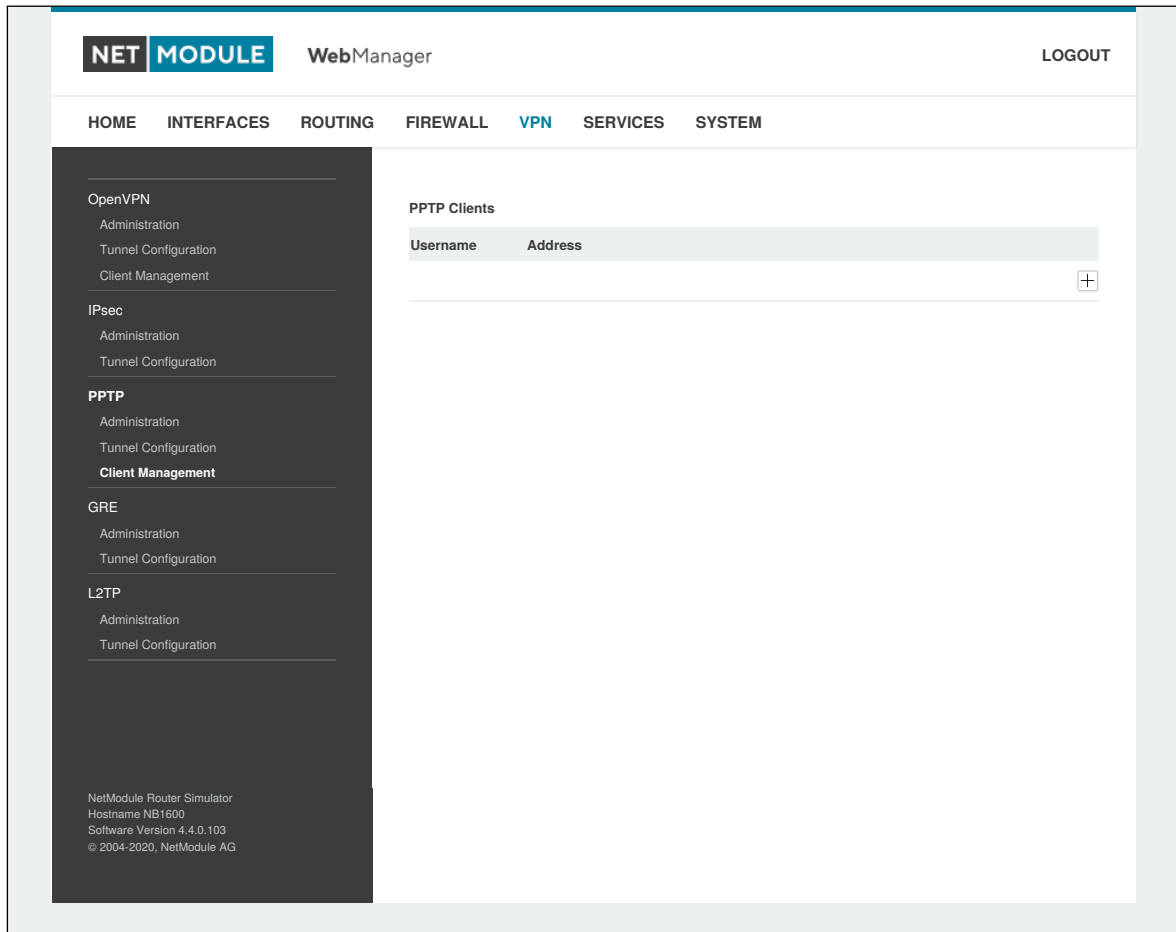 NET MODULE WebManager LOGOUT
HOME INTERFACES ROUTING FIREWALL VPN SERVICES SYSTEM
OpenVPN
Administration
Tunnel Configuration
Client Management
IPsec
Administration
Tunnel Configuration
PPTP
Administration
Tunnel Configuration
Client Management
GRE
Administration
Tunnel Configuration
L2TP
Administration
Tunnel Configuration
NetModule Router Simulator
Hostname NB1600
Software Version 4.4.0.103
© 2004-2020, NetModule AG
PPTP Clients
Username Address